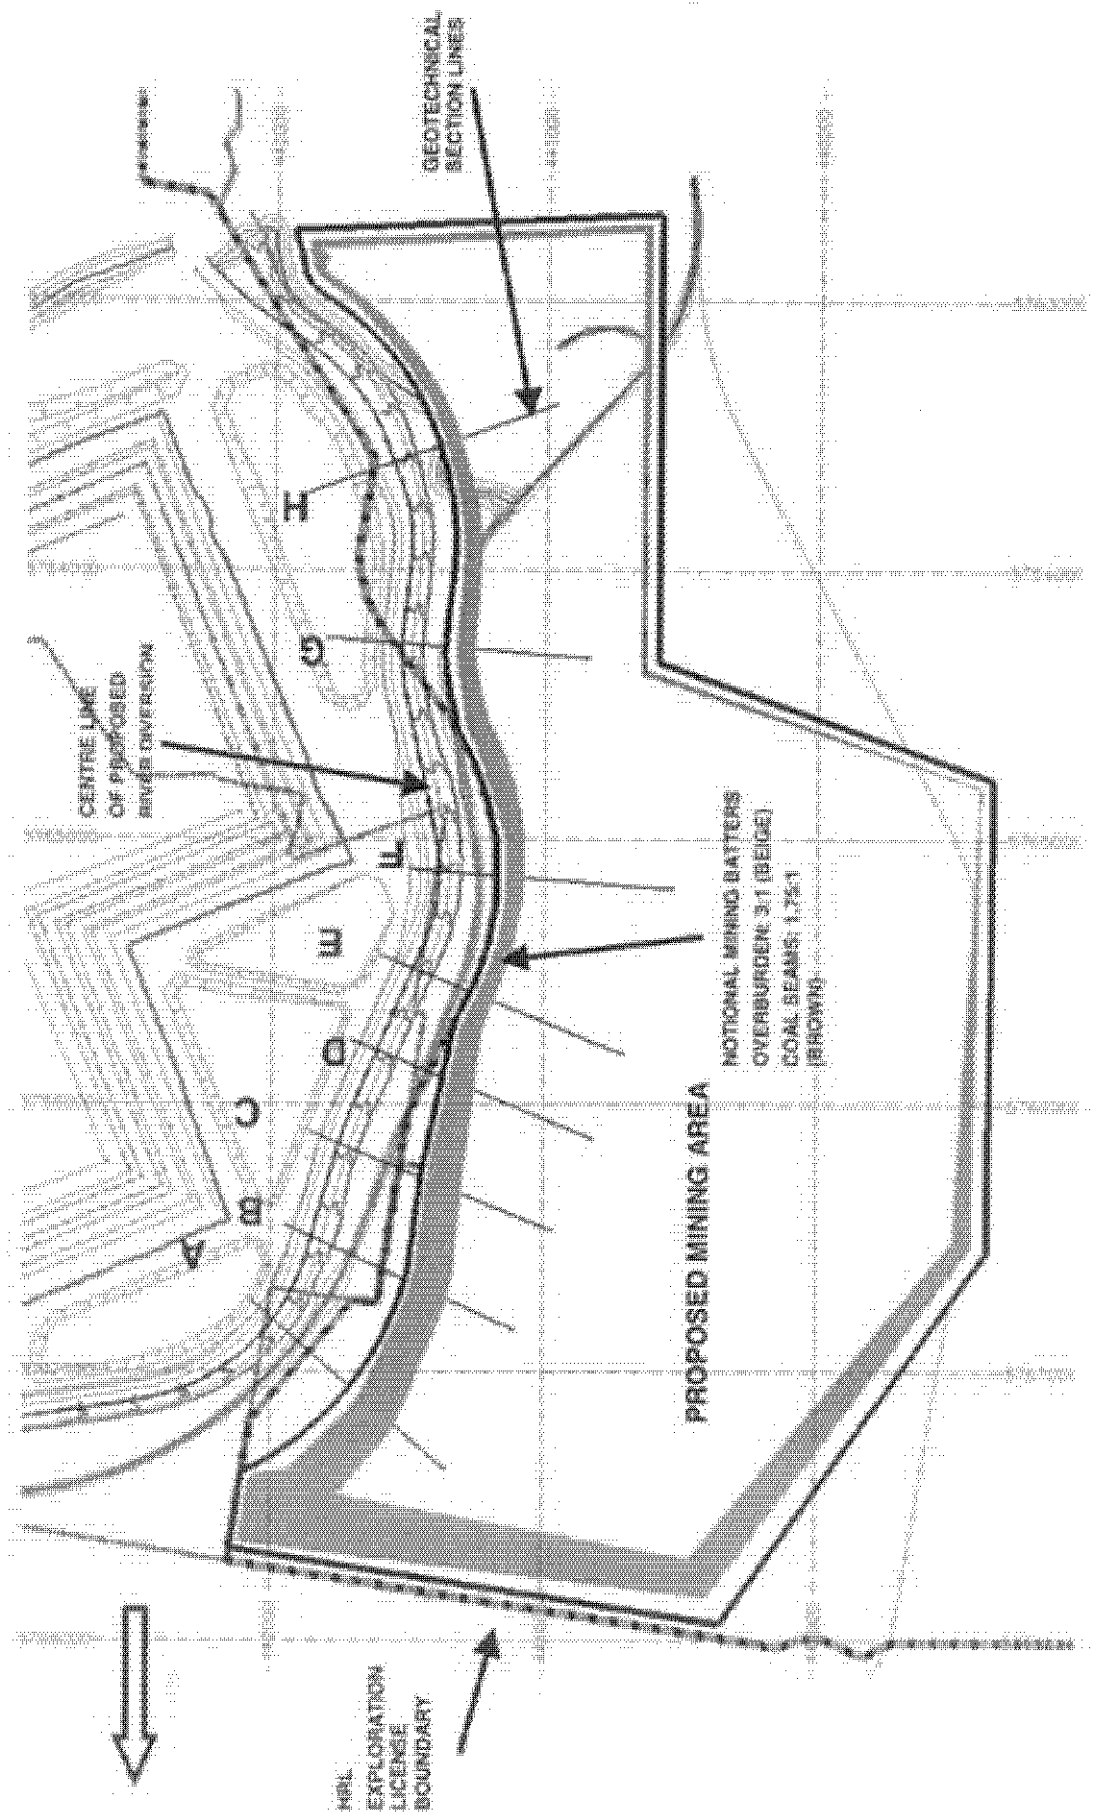 GEOTECHNICAL
SECTION LINES
CENTRE LINE
OF PROPOSED
RIVER DIVERSION
H
G
F
E
D
C
B
A
NOTIONAL MINING BATTERS
OVERBURDEN: 3:1 (BEIGE)
COAL SEAMS: 1.75:1
(BROWN)
PROPOSED MINING AREA
HRL
EXPLORATION
LICENSE
BOUNDARY